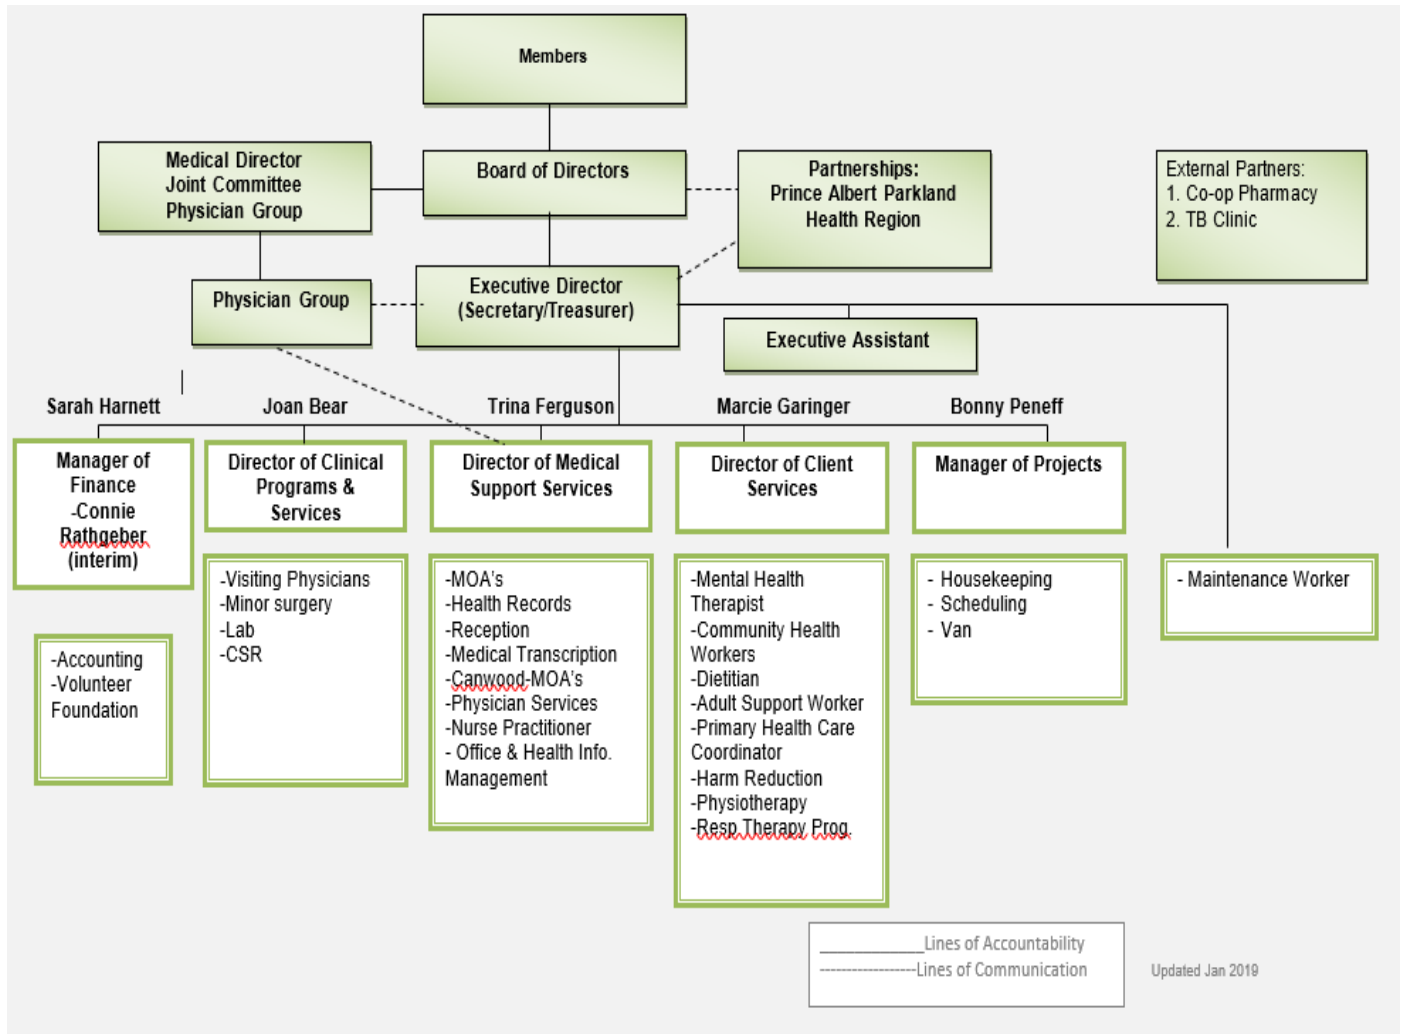 Members
Medical Director
Joint Committee
Physician Group
Board of Directors
Partnerships:
Prince Albert Parkland
Health Region
External Partners:
1. Co-op Pharmacy
2. TB Clinic
Physician Group
Executive Director
(Secretary/Treasurer)
Executive Assistant
Sarah Harnett
Joan Bear
Trina Ferguson
Marcie Garinger
Bonny Peneff
Manager of
Finance
-Connie
Rathgeber
(interim)
Director of Clinical
Programs &
Services
Director of Medical
Support Services
Director of Client
Services
Manager of Projects
-Accounting
-Volunteer
Foundation
-Visiting Physicians
-Minor surgery
-Lab
-CSR
-MOA's
-Health Records
-Reception
-Medical Transcription
-Canwood-MOA's
-Physician Services
-Nurse Practitioner
- Office & Health Info.
Management
-Mental Health
Therapist
-Community Health
Workers
-Dietitian
-Adult Support Worker
-Primary Health Care
Coordinator
-Harm Reduction
-Physiotherapy
-Resp.Therapy Prog.
- Housekeeping
- Scheduling
- Van
- Maintenance Worker
____________Lines of Accountability
------------------Lines of Communication
Updated Jan 2019